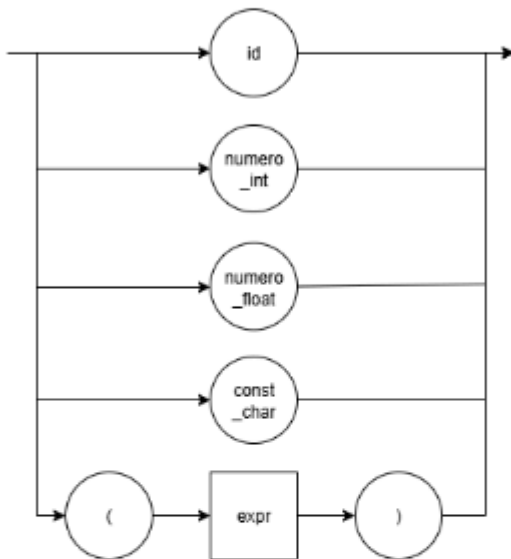 id
numero
_int
numero
_float
const
_char
( expr )